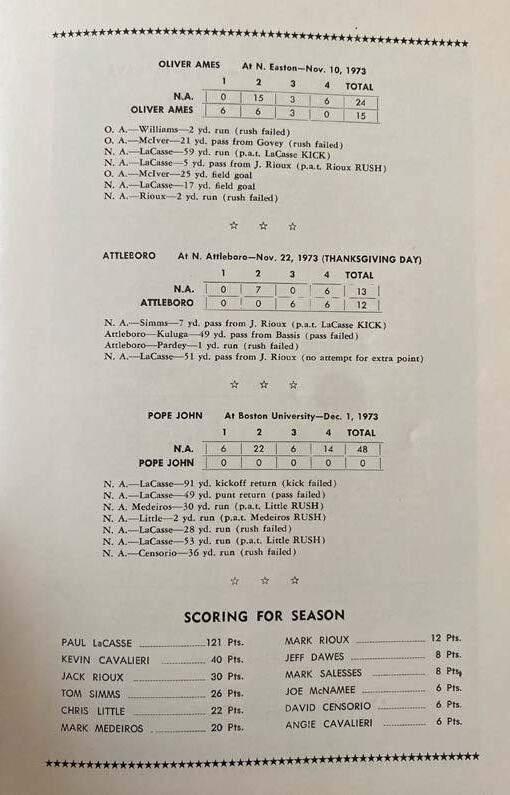 OLIVER AMES At N. Easton—Nov. 10, 1973
1 2 3 4 TOTAL
N.A. 0 15 3 6 24
OLIVER AMES 6 6 3 0 15
O. A.—Williams—2 yd. run (rush failed)
O. A.—McIver—21 yd. pass from Govey (rush failed)
N. A.—LaCasse—59 yd. run (p.a.t. LaCasse KICK)
N. A.—LaCasse—5 yd. pass from J. Rioux (p.a.t. Rioux RUSH)
O. A.—McIver—25 yd. field goal
N. A.—LaCasse—17 yd. field goal
N. A.—Rioux—2 yd. run (rush failed)
ATTLEBORO At N. Attleboro—Nov. 22, 1973 (THANKSGIVING DAY)
1 2 3 4 TOTAL
N.A. 0 7 0 6 13
ATTLEBORO 0 0 6 6 12
N. A.—Simms—7 yd. pass from J. Rioux (p.a.t. LaCasse KICK)
Attleboro—Kuluga—49 yd. pass from Bassis (pass failed)
Attleboro—Pardey—1 yd. run (rush failed)
N. A.—LaCasse—51 yd. pass from J. Rioux (no attempt for extra point)
POPE JOHN At Boston University—Dec. 1, 1973
1 2 3 4 TOTAL
N.A. 6 22 6 14 48
POPE JOHN 0 0 0 0 0
N. A.—LaCasse—91 yd. kickoff return (kick failed)
N. A.—LaCasse—49 yd. punt return (pass failed)
N. A. Medeiros—30 yd. run (p.a.t. Little RUSH)
N. A.—Little—2 yd. run (p.a.t. Medeiros RUSH)
N. A.—LaCasse—28 yd. run (rush failed)
N. A.—LaCasse—53 yd. run (p.a.t. Little RUSH)
N. A.—Censorio—36 yd. run (rush failed)
SCORING FOR SEASON
PAUL LaCASSE 121 Pts.
KEVIN CAVALIERI 40 Pts.
JACK RIOUX 30 Pts.
TOM SIMMS 26 Pts.
CHRIS LITTLE 22 Pts.
MARK MEDEIROS 20 Pts.
MARK RIOUX 12 Pts.
JEFF DAWES 8 Pts.
MARK SALESSES 8 Pts.
JOE McNAMEE 6 Pts.
DAVID CENSORIO 6 Pts.
ANGIE CAVALIERI 6 Pts.